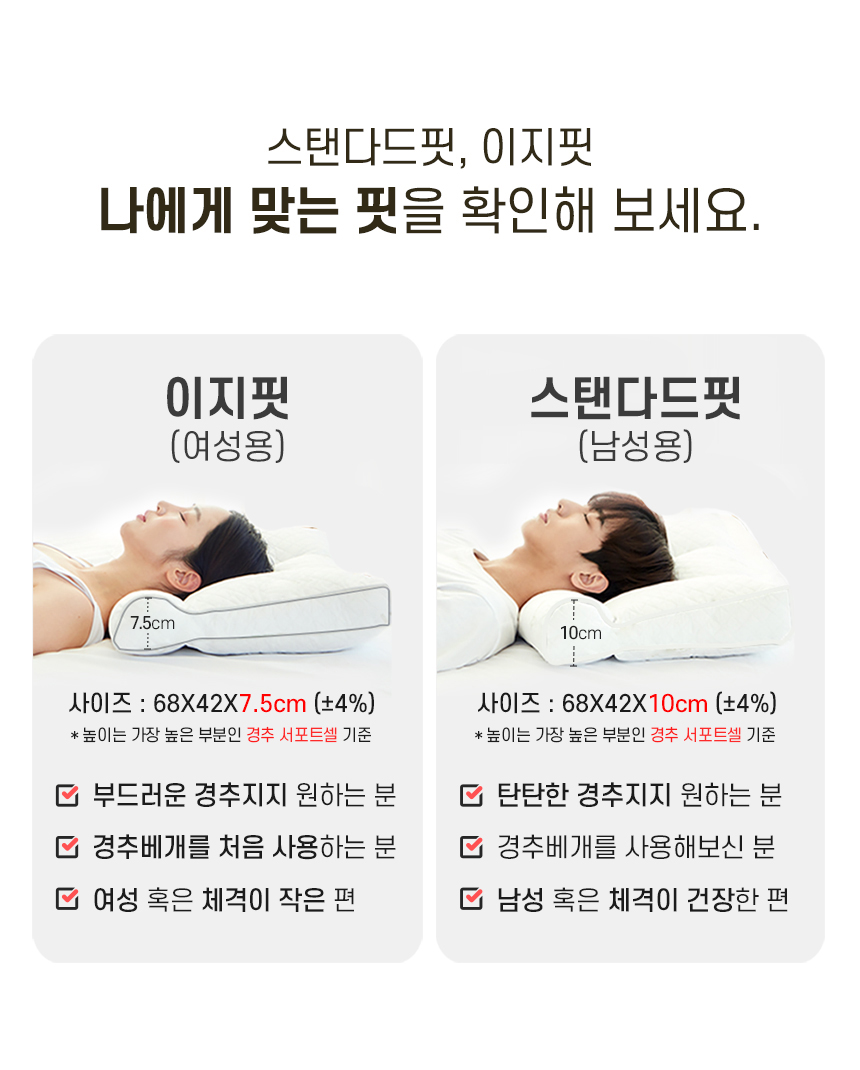 스탠다드핏, 이지핏
나에게 맞는 핏을 확인해 보세요.
이지핏
(여성용)
7.5cm
사이즈 : 68X42X7.5cm (±4%)
* 높이는 가장 높은 부분인 경추 서포트셀 기준
부드러운 경추지지 원하는 분
경추베개를 처음 사용하는 분
여성 혹은 체격이 작은 편
스탠다드핏
(남성용)
10cm
사이즈 : 68X42X10cm (±4%)
* 높이는 가장 높은 부분인 경추 서포트셀 기준
탄탄한 경추지지 원하는 분
경추베개를 사용해보신 분
남성 혹은 체격이 건장한 편